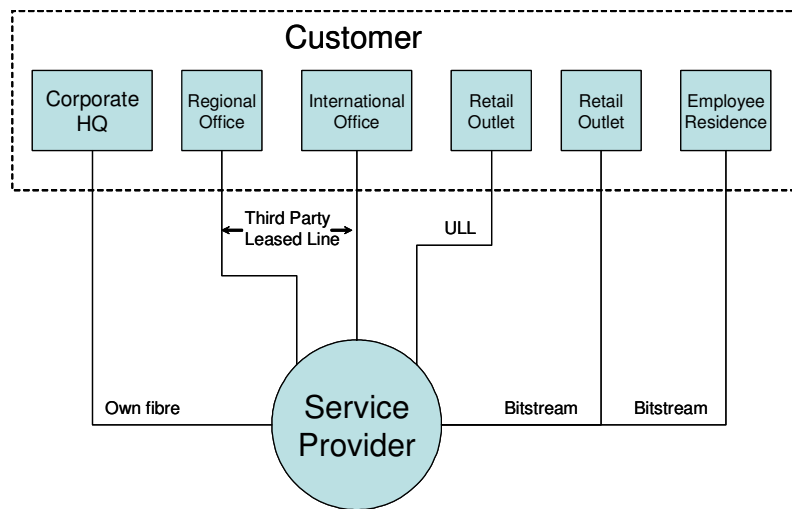 Customer
Corporate
HQ
Regional
Office
International
Office
Retail
Outlet
Retail
Outlet
Employee
Residence
Third Party
Leased Line
ULL
Own fibre
Service
Provider
Bitstream
Bitstream